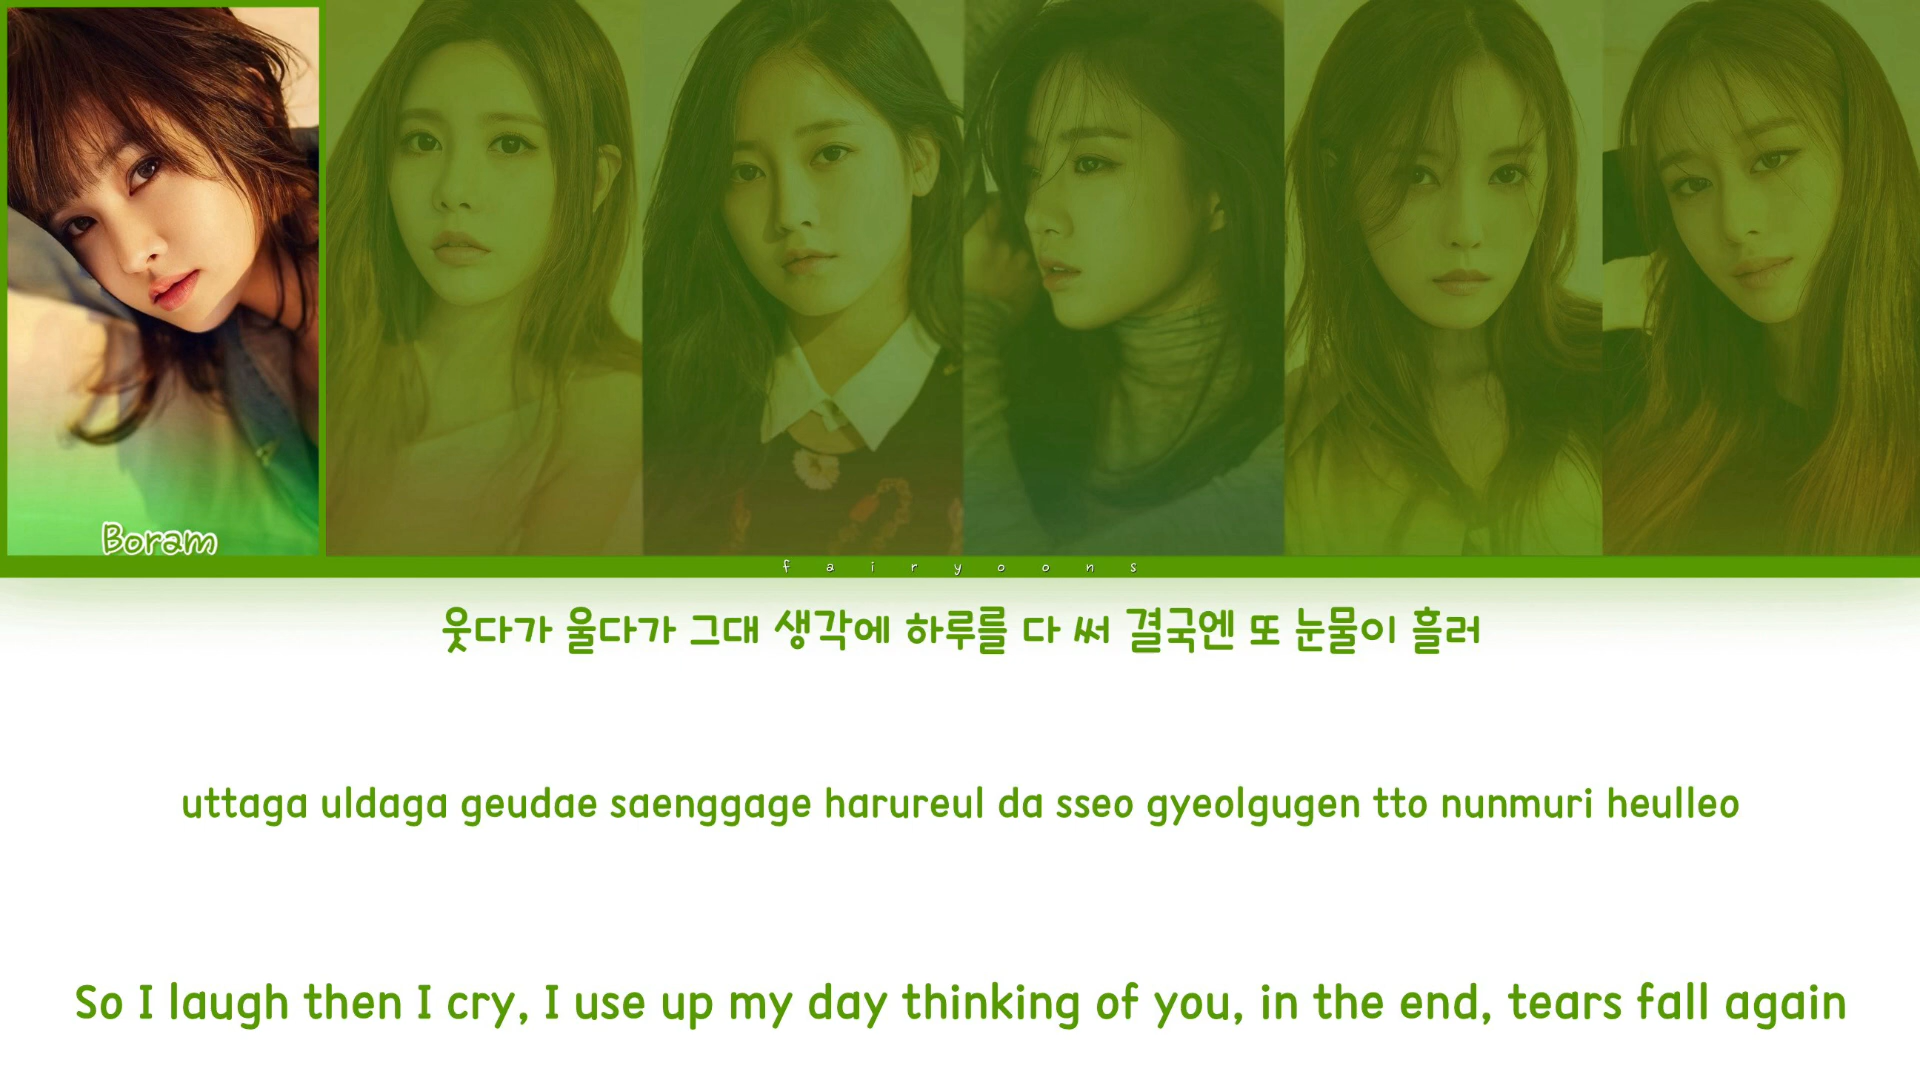 Boram
fairyoons
웃다가 울다가 그대 생각에 하루를 다 써 결국엔 또 눈물이 흘러
uttaga uldaga geudae saenggage harureul da sseo gyeolgugen tto nunmuri heulleo
So I laugh then I cry, I use up my day thinking of you, in the end, tears fall again